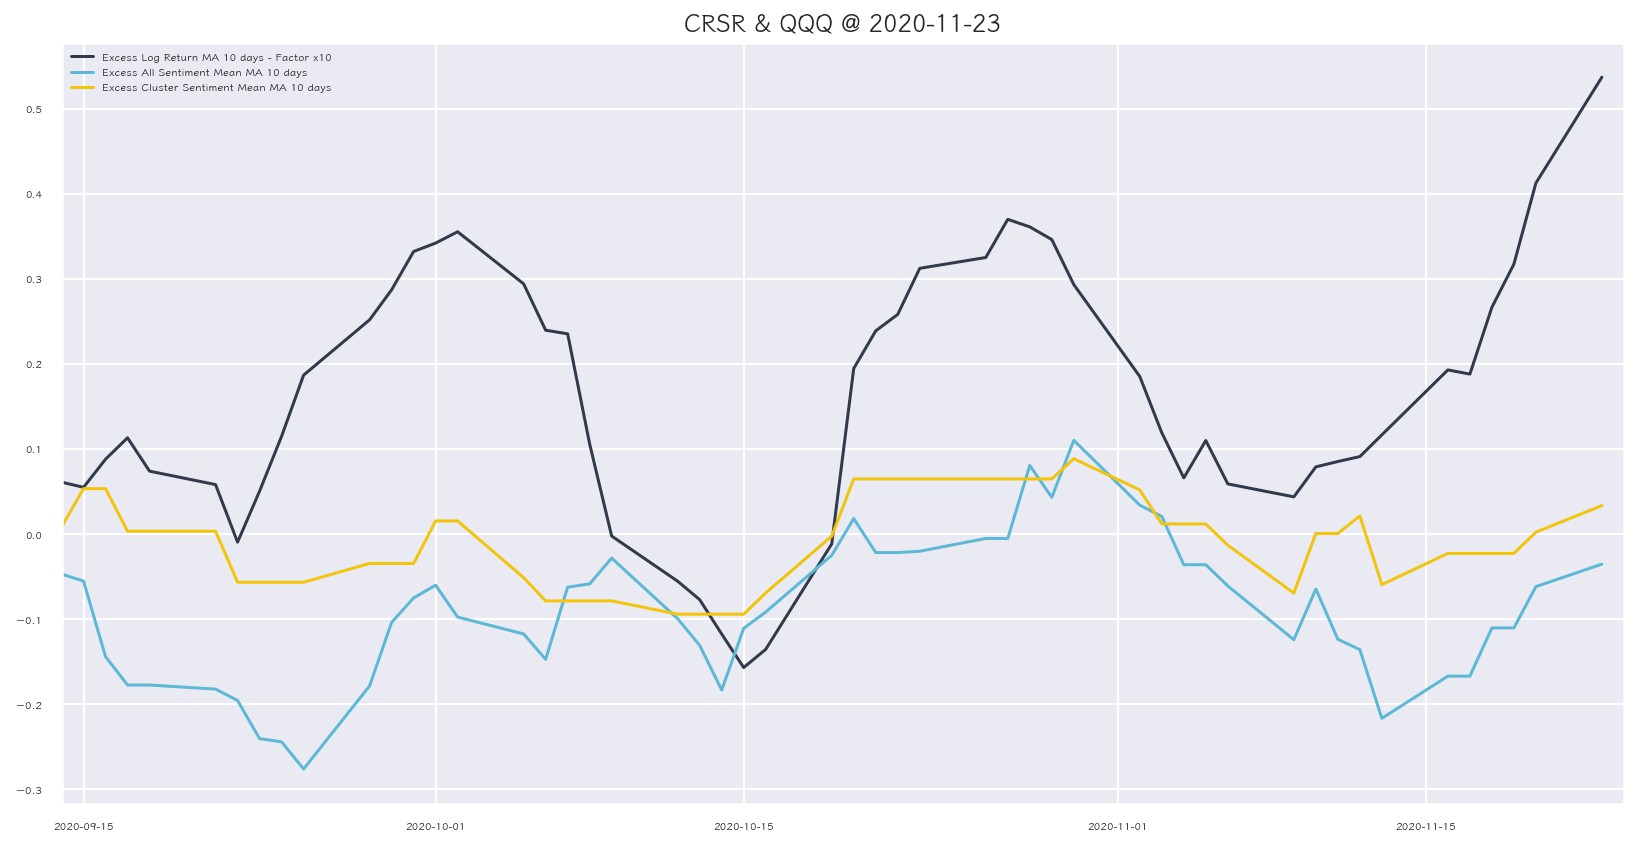 CRSR & QQQ @ 2020-11-23
Excess Log Return MA 10 days - Factor x10
Excess All Sentiment Mean MA 10 days
Excess Cluster Sentiment Mean MA 10 days
0.5
0.4
0.3
0.2
0.1
0.0
−0.1
−0.2
−0.3
2020-09-15 2020-10-01 2020-10-15 2020-11-01 2020-11-15